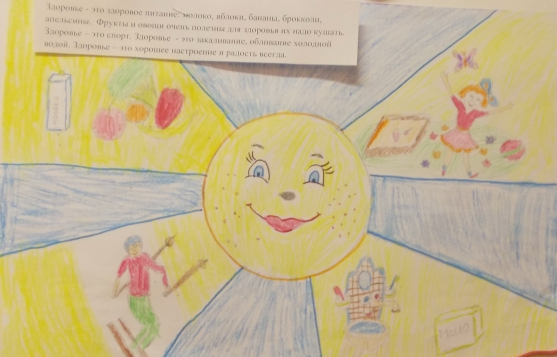 Здоровье - это здоровое питание: молоко, яблоки, бананы, брокколи,
апельсины. Фрукты и овощи очень полезны для здоровья их надо кушать.
Здоровье – это спорт. Здоровье - это закаливание, обливание холодной
водой. Здоровье – это хорошее настроение и радость всегда.